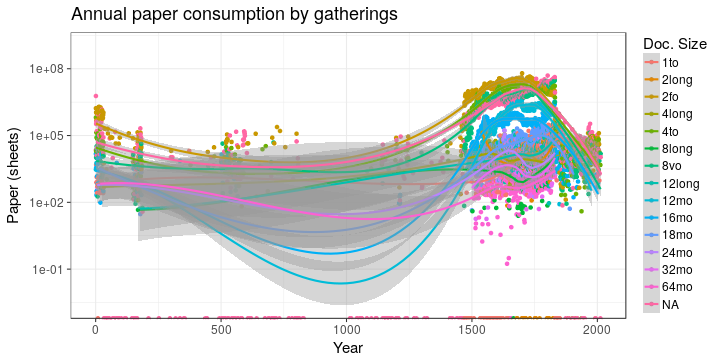 Annual paper consumption by gatherings
Paper (sheets)
1e+08
1e+05
1e+02
1e-01
0
500
1000
1500
2000
Year
Doc. Size
1to
2long
2fo
4long
4to
8long
8vo
12long
12mo
16mo
18mo
24mo
32mo
64mo
NA